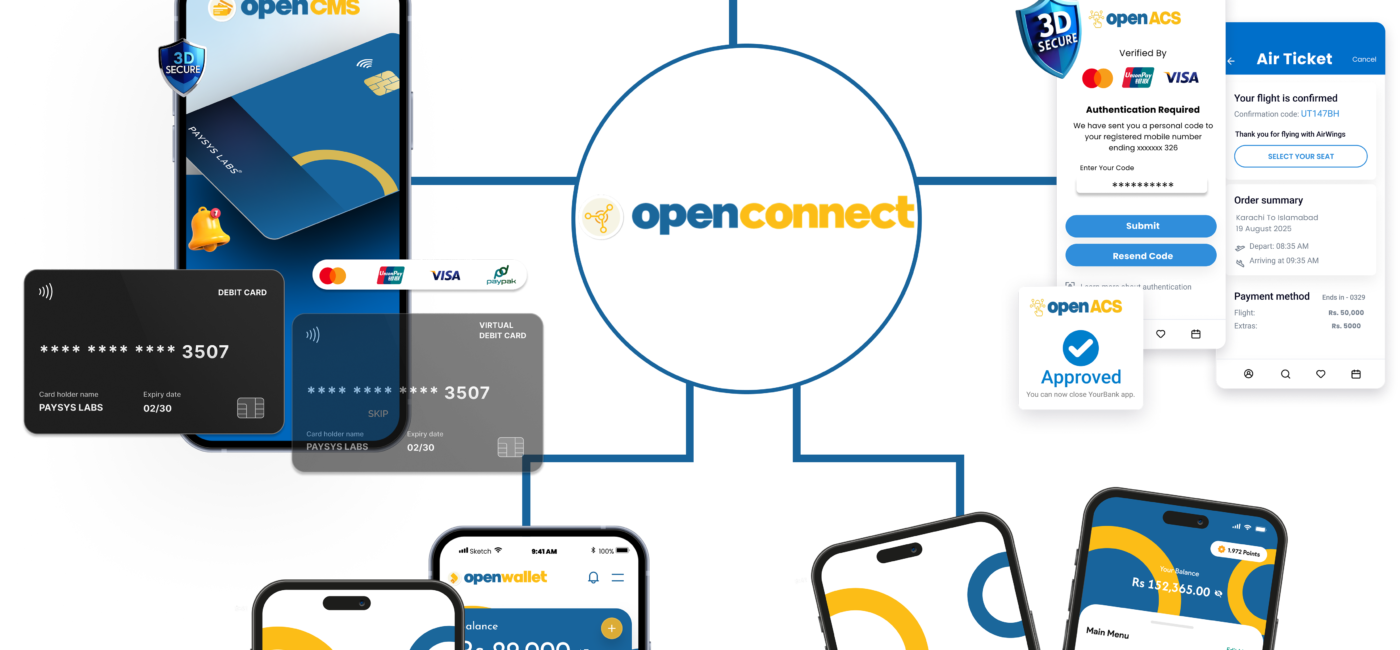 openCMS
3D
SECURE
PAYSYS LABS®
1
DEBIT CARD
**** **** **** 3507
Card holder name
PAYSYS LABS
Expiry date
02/30
UnionPay
银联
VISA
paypak
VIRTUAL
DEBIT CARD
**** **** **** 3507
SKIP
Card holder name
PAYSYS LABS
Expiry date
02/30
openconnect
3D
SECURE
openACS
Verified By
UnionPay
银联
VISA
Authentication Required
We have sent you a personal code to
your registered mobile number
ending xxxxxxx 326
Enter Your Code
**********
Submit
Resend Code
Learn more about authentication
openACS
Approved
You can now close YourBank app.
Air Ticket
Cancel
Your flight is confirmed
Confirmation code: UT147BH
Thank you for flying with AirWings
SELECT YOUR SEAT
Order summary
Karachi To islamabad
19 August 2025
Depart: 08:35 AM
Arriving at 09:35 AM
Payment method
Ends in - 0329
Flight:
Rs. 50,000
Extras:
Rs. 5000
Sketch
9:41 AM
100%
openwallet
alance
1.972 Points
Your Balance
Rs 152,365.00
Main Menu